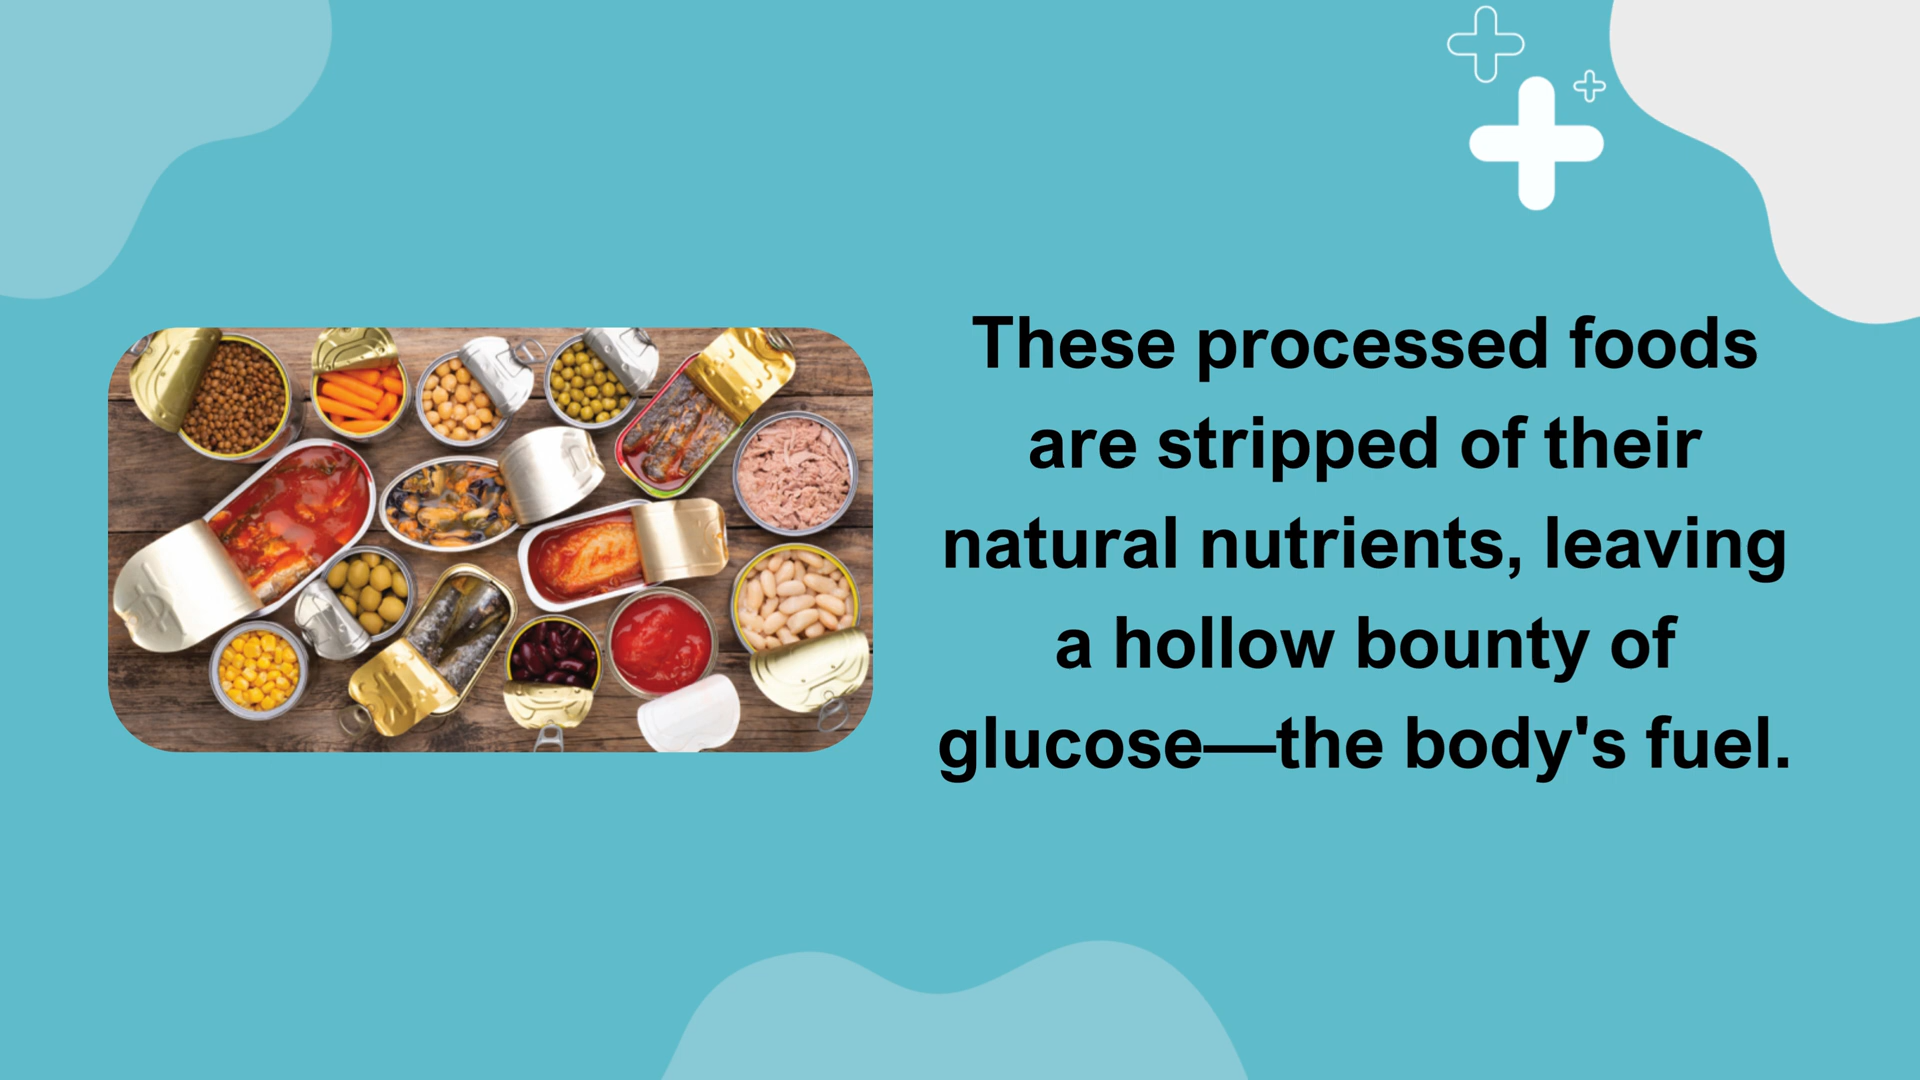 These processed foods
are stripped of their
natural nutrients, leaving
a hollow bounty of
glucose—the body's fuel.